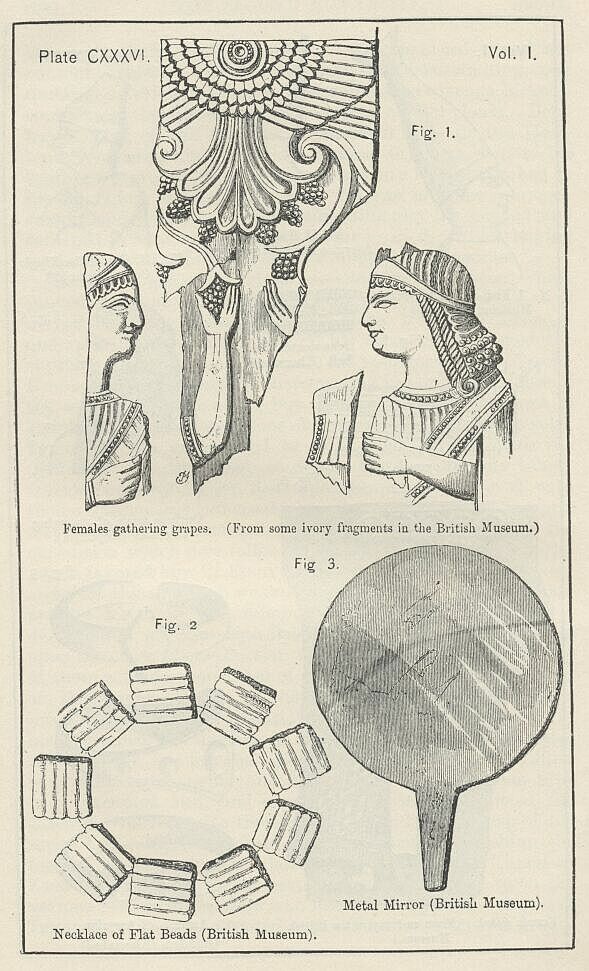 Plate CXXXVI.
Vol. I.
Fig. 1.
Females gathering grapes. (From some ivory fragments in the British Museum.)
Fig 3.
Fig. 2
Metal Mirror (British Museum).
Necklace of Flat Beads (British Museum).